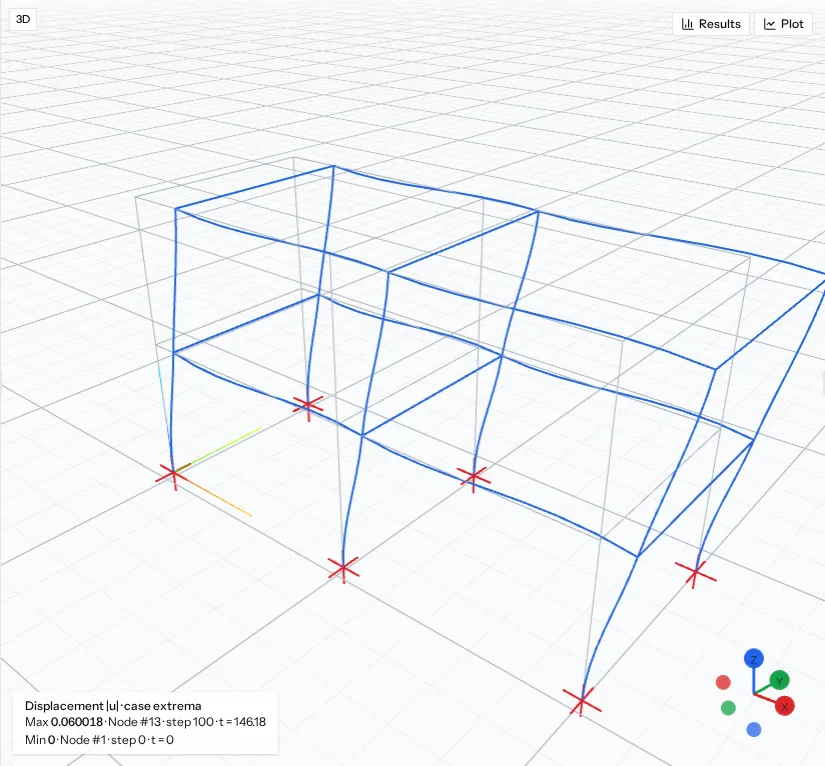 3D
Results
Plot
Z
Y
X
Displacement |u| · case extrema
Max 0.060018 · Node #13 · step 100 · t = 146.18
Min 0 · Node #1 · step 0 · t = 0